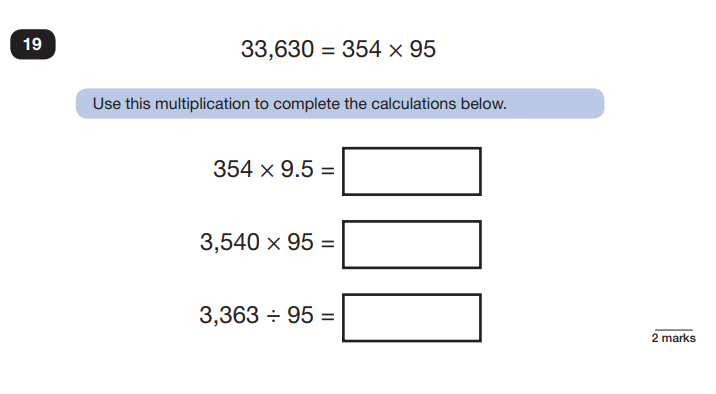 19
33,630 = 354 × 95
Use this multiplication to complete the calculations below.
354 × 9.5 =
3,540 × 95 =
3,363 ÷ 95 =
2 marks